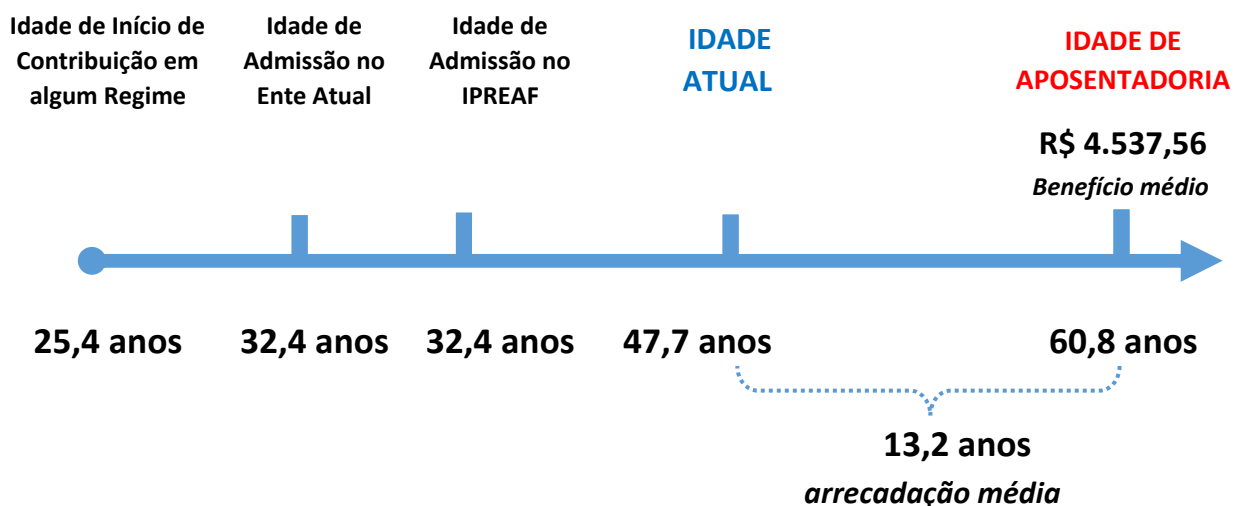 Idade de Início de
Contribuição em
algum Regime
Idade de
Admissão no
Ente Atual
Idade de
Admissão no
IPREAF
IDADE
ATUAL
IDADE DE
APOSENTADORIA
R$ 4.537,56
Benefício médio
25,4 anos
32,4 anos
32,4 anos
47,7 anos
60,8 anos
13,2 anos
arrecadação média